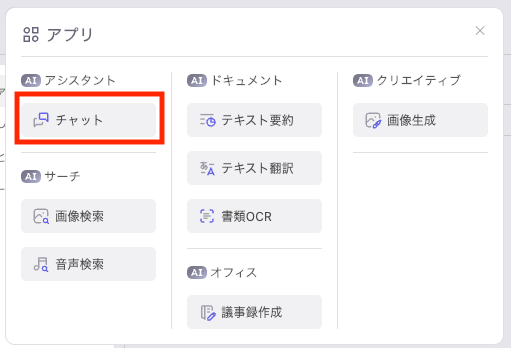 アプリ
AI アシスタント
チャット
AI サーチ
画像検索
音声検索
AI ドキュメント
テキスト要約
テキスト翻訳
書類OCR
AI オフィス
議事録作成
AI クリエイティブ
画像生成